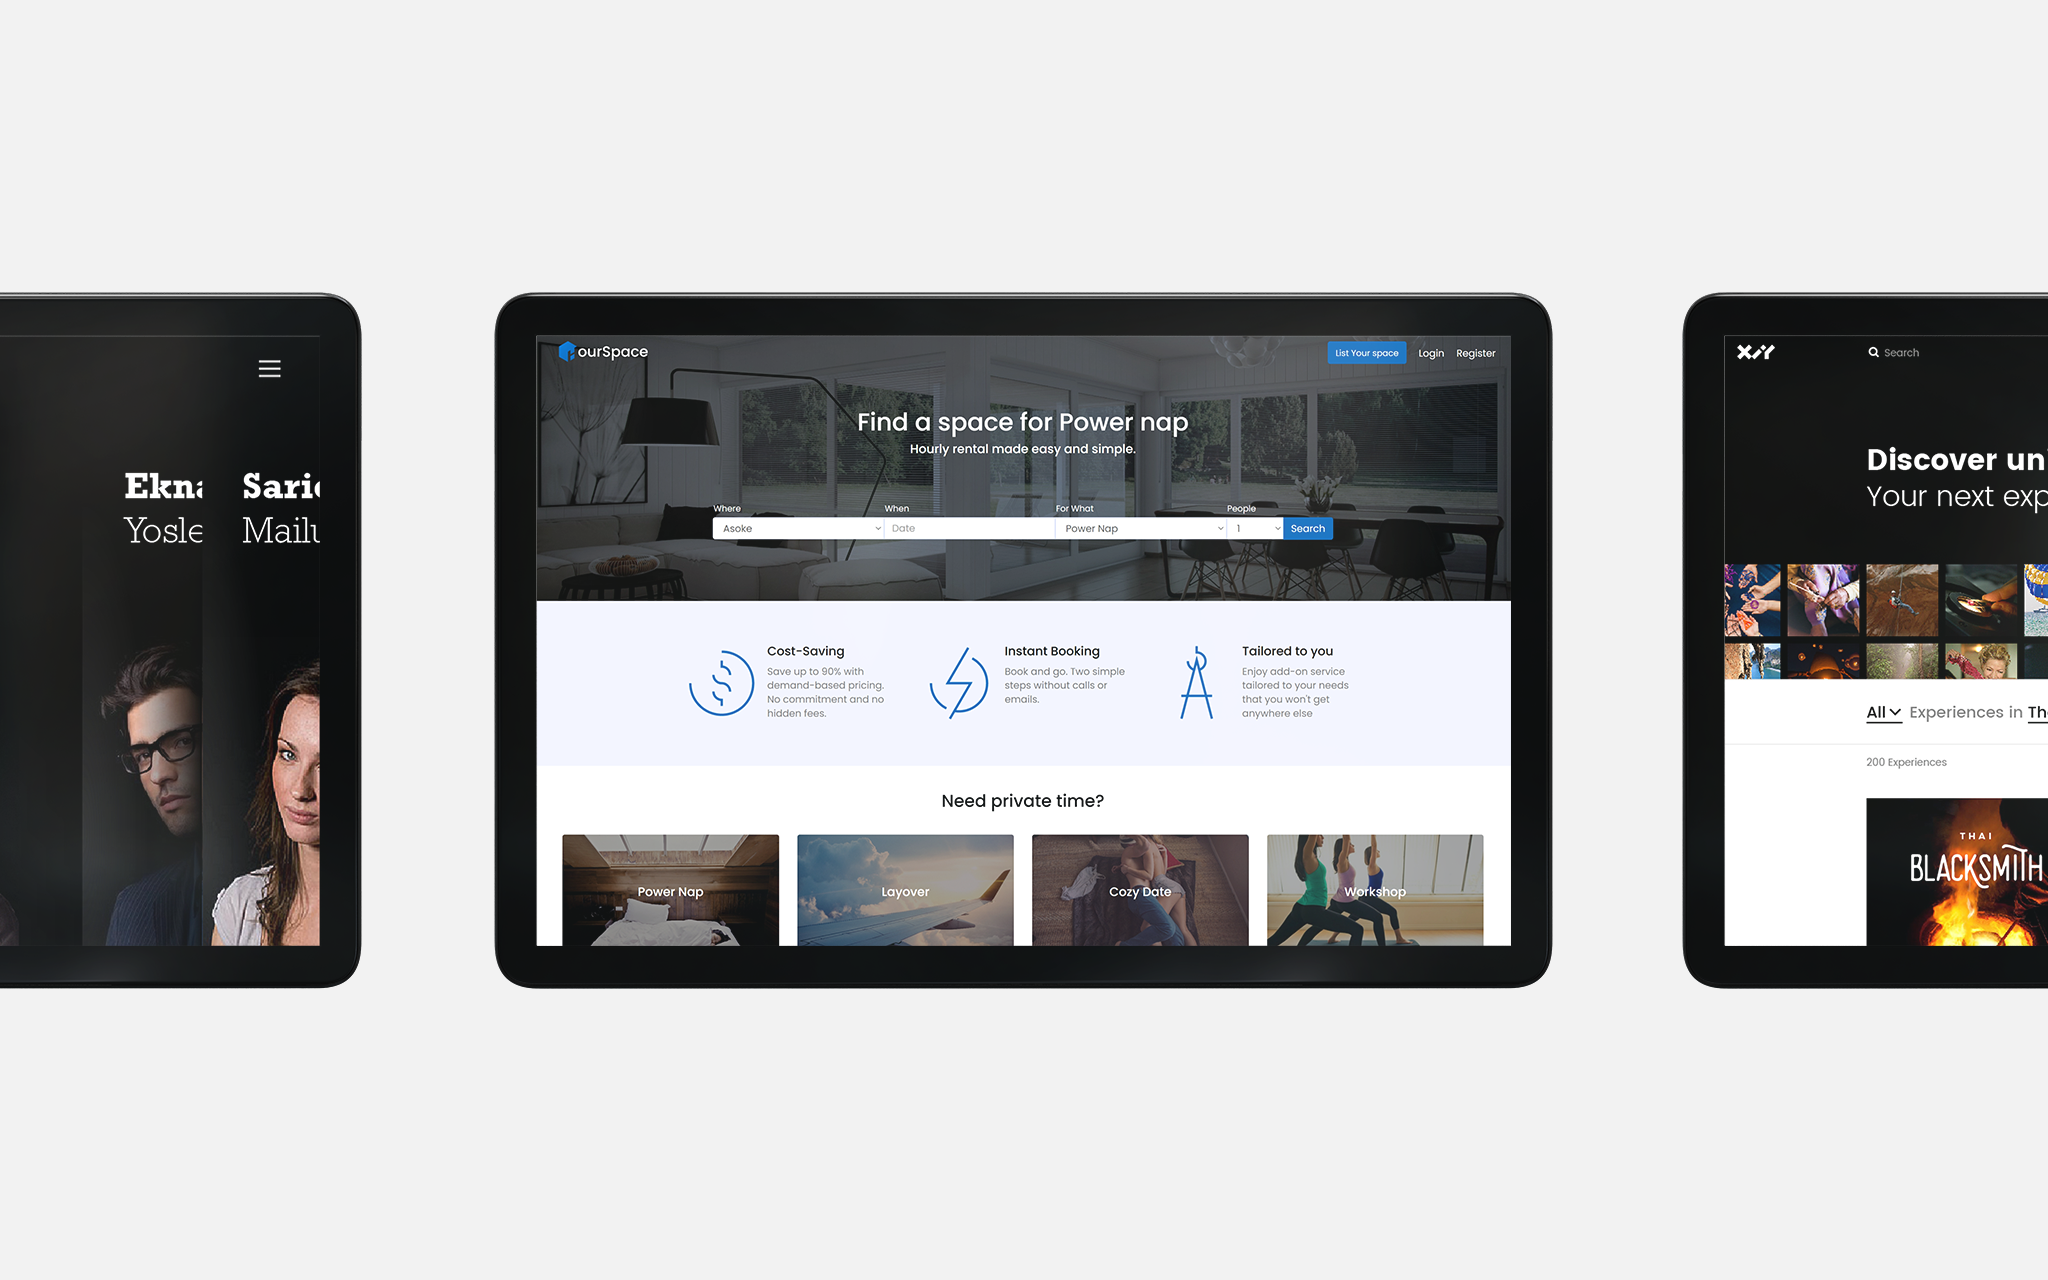 Ekna
Yosle
Sario
Mailu
ourSpace
List Your space
Login
Register
Find a space for Power nap
Hourly rental made easy and simple.
Where
When
For What
People
Asoke
Date
Power Nap
1
Search
Cost-Saving
Save up to 90% with
demand-based pricing.
No commitment and no
hidden fees.
Instant Booking
Book and go. Two simple
steps without calls or
emails.
Tailored to you
Enjoy add-on service
tailored to your needs
that you won't get
anywhere else
Need private time?
Power Nap
Layover
Cozy Date
Workshop
Search
Discover un
Your next exp
All
Experiences in
200 Experiences
THAI
BLACKSMITH